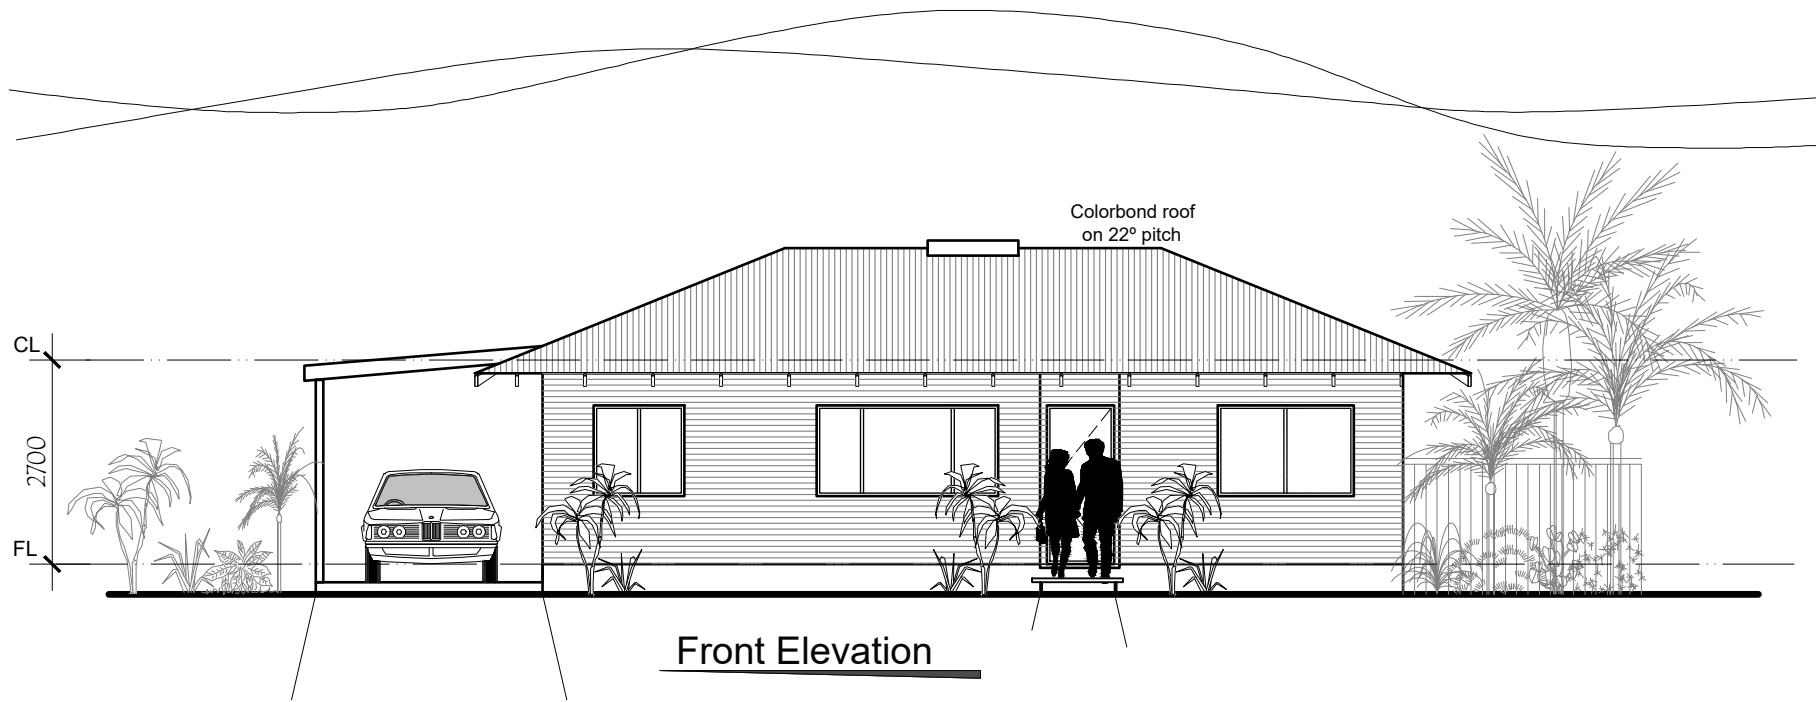 Colorbond roof
on 22º pitch
CL
2700
FL
Front Elevation